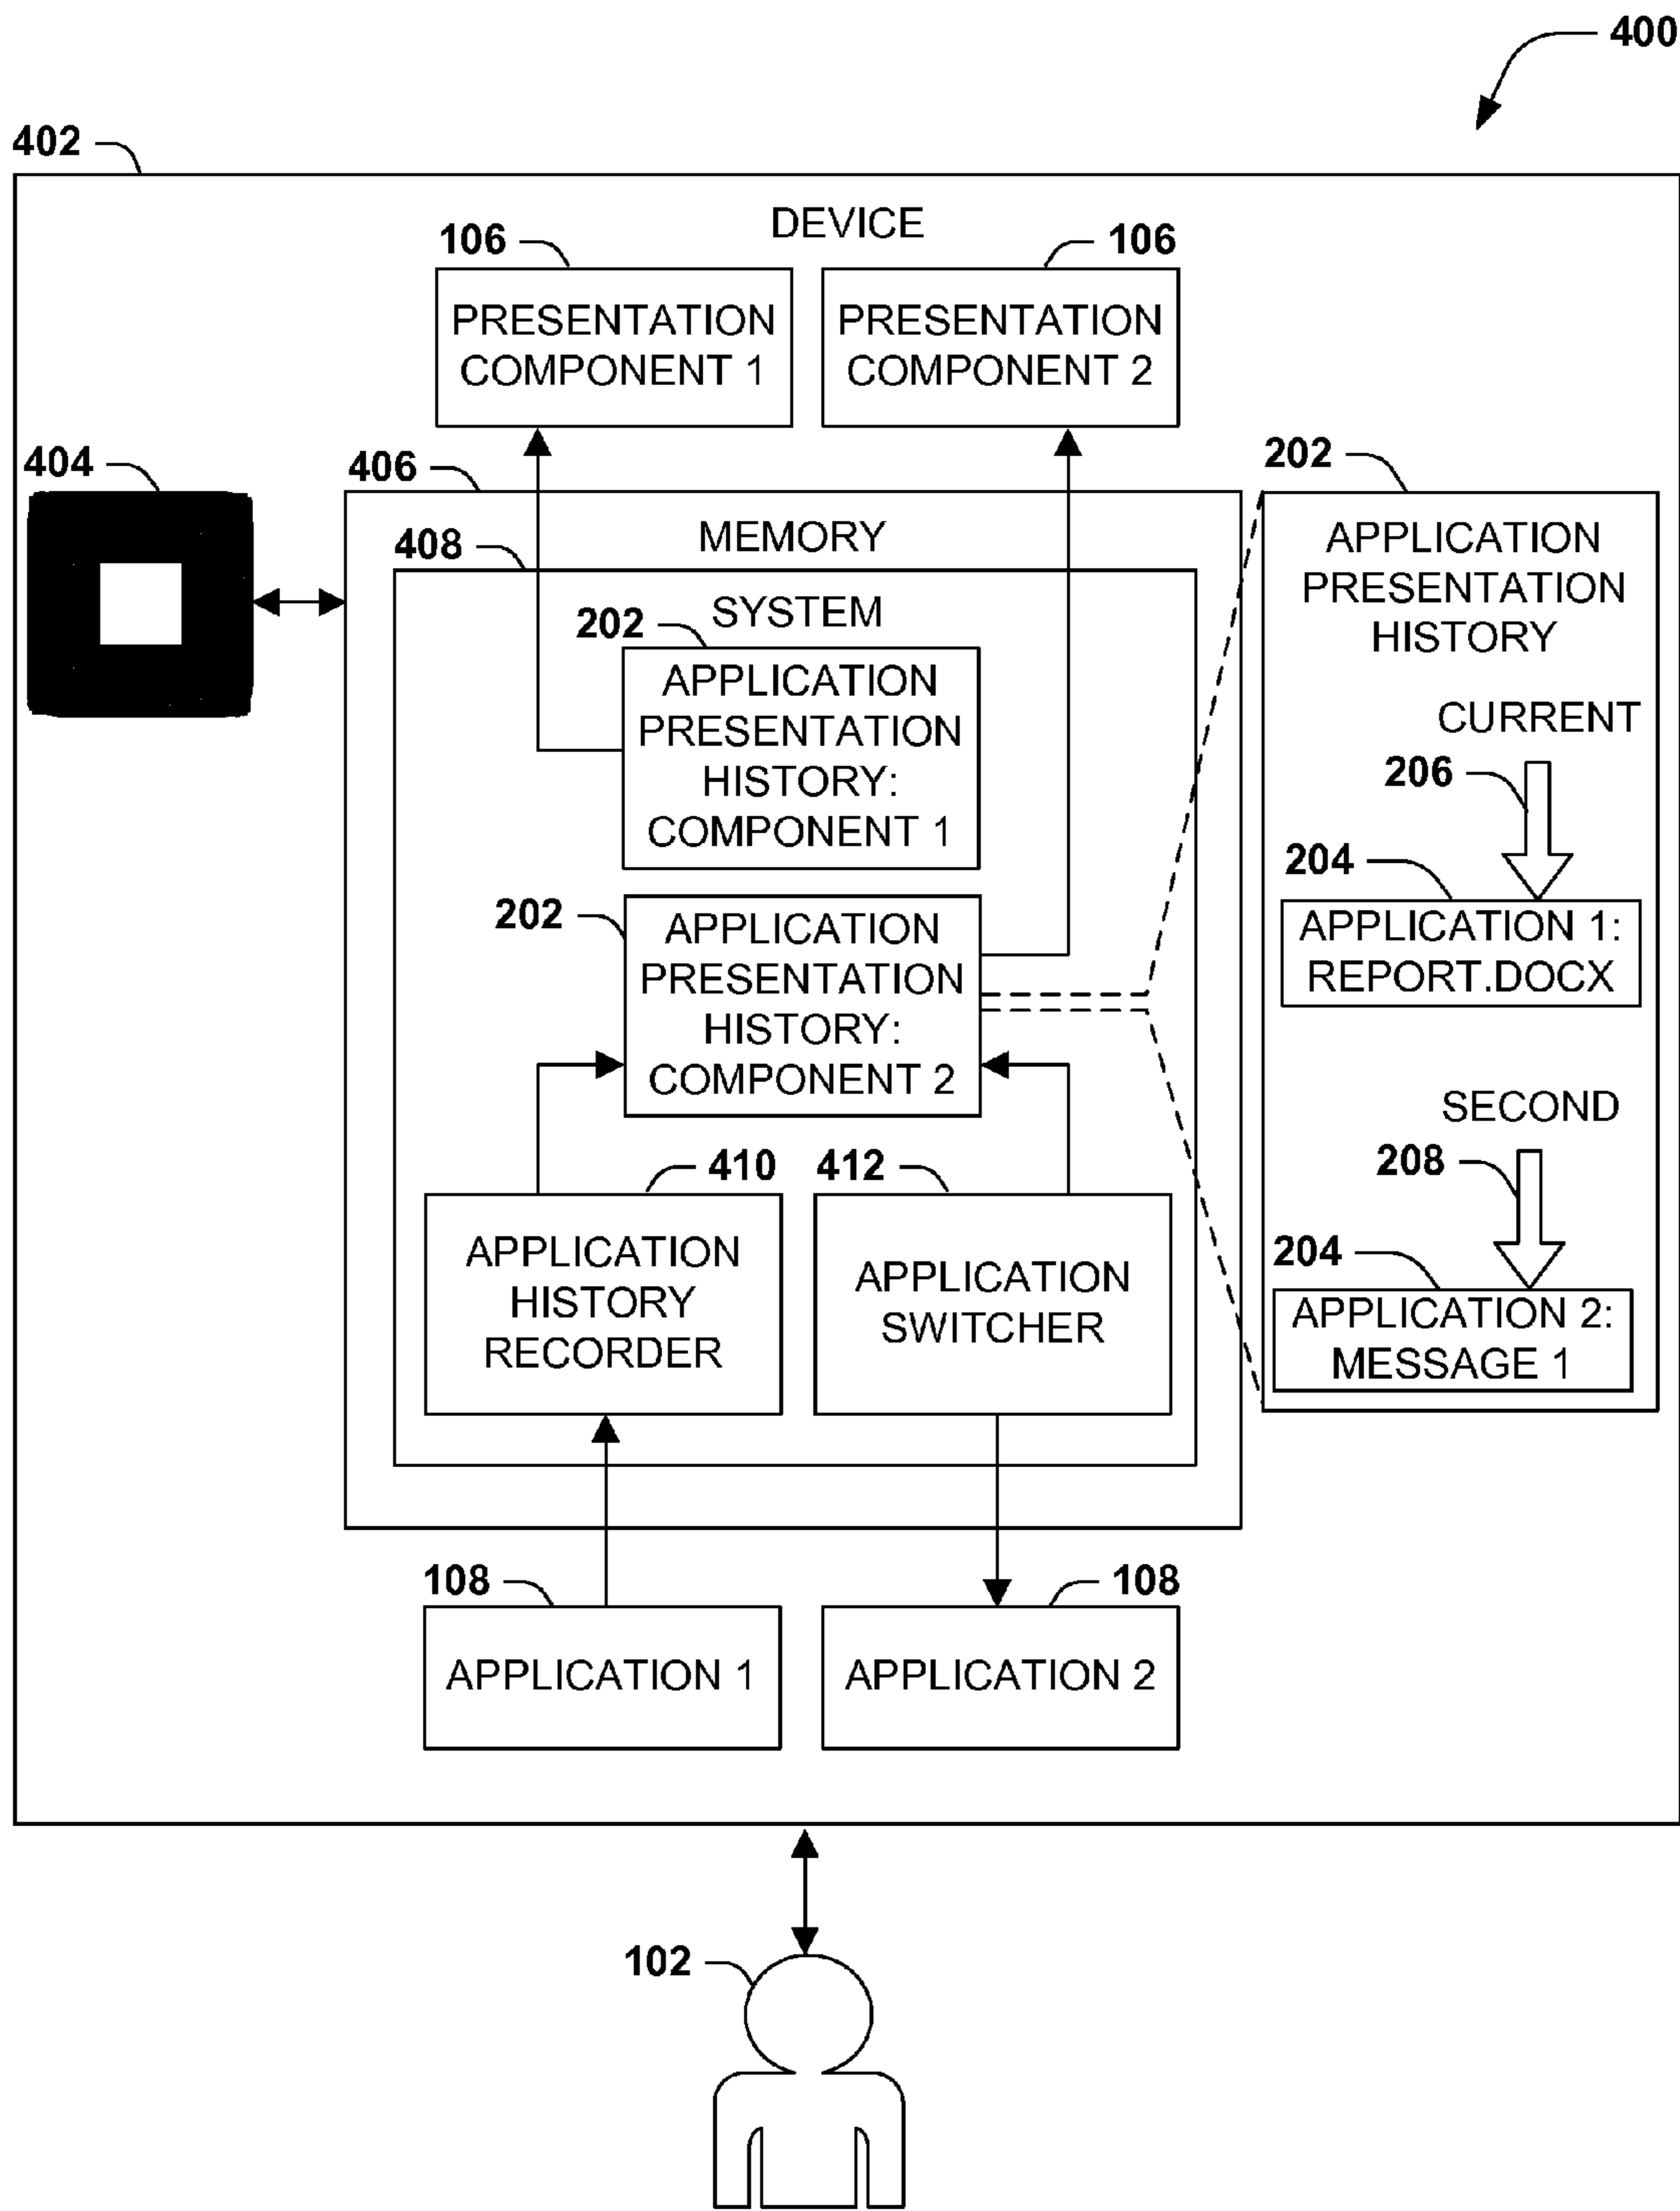 400
402
DEVICE
106
106
PRESENTATION
COMPONENT 1
PRESENTATION
COMPONENT 2
404
406
202
MEMORY
408
SYSTEM
202
APPLICATION
PRESENTATION
HISTORY:
COMPONENT 1
202
APPLICATION
PRESENTATION
HISTORY:
COMPONENT 2
410
412
APPLICATION
HISTORY
RECORDER
APPLICATION
SWITCHER
APPLICATION
PRESENTATION
HISTORY
CURRENT
206
204
APPLICATION 1:
REPORT.DOCX
SECOND
208
204
APPLICATION 2:
MESSAGE 1
108
108
APPLICATION 1
APPLICATION 2
102